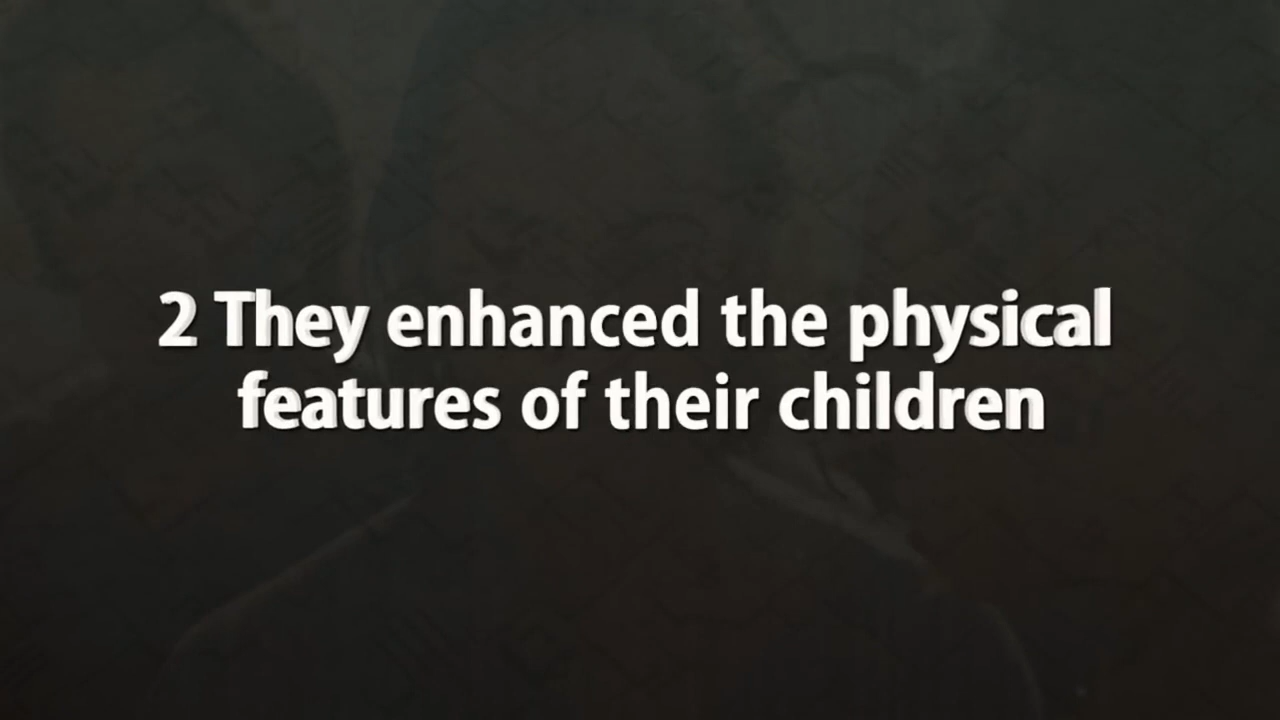 2 They enhanced the physical
features of their children